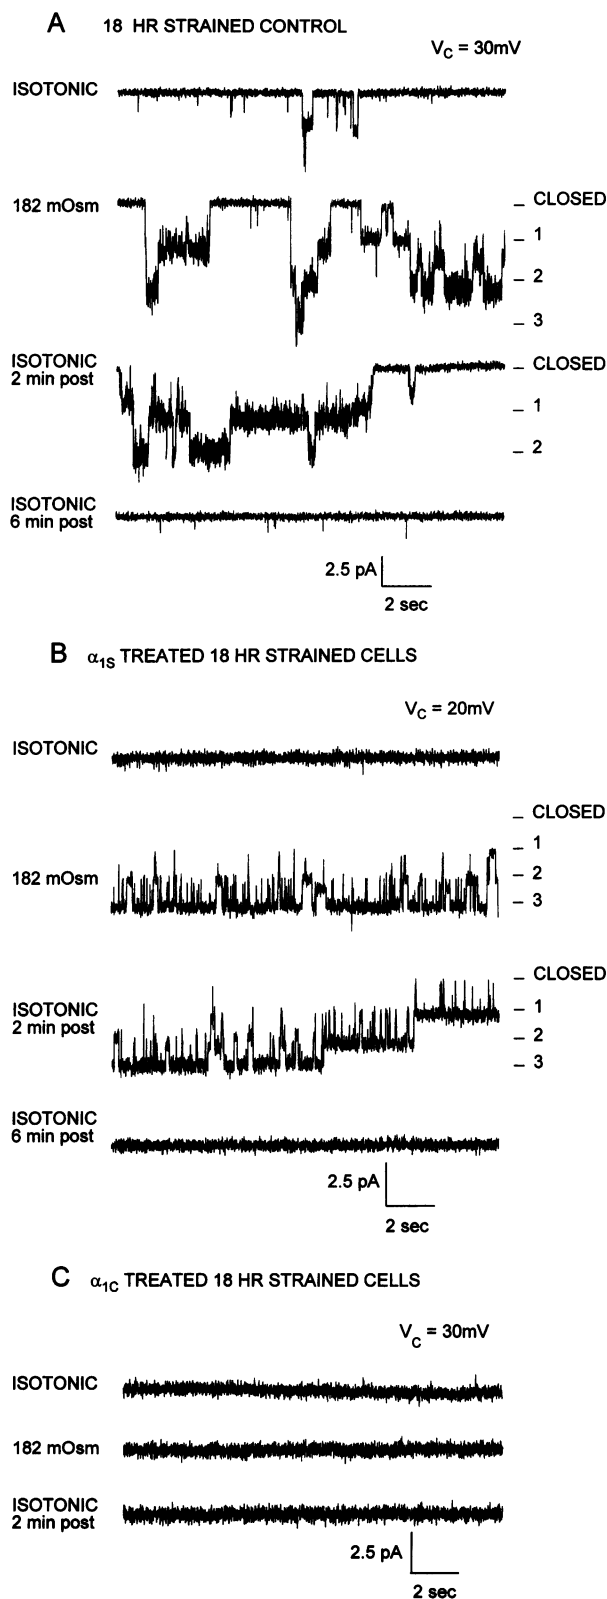 A 18 HR STRAINED CONTROL
V_C = 30mV
ISOTONIC
182 mOsm
CLOSED
1
2
3
ISOTONIC
2 min post
CLOSED
1
2
ISOTONIC
6 min post
2.5 pA
2 sec
B α1S TREATED 18 HR STRAINED CELLS
V_C = 20mV
ISOTONIC
CLOSED
1
2
3
182 mOsm
CLOSED
1
2
3
ISOTONIC
2 min post
ISOTONIC
6 min post
2.5 pA
2 sec
C α1C TREATED 18 HR STRAINED CELLS
V_C = 30mV
ISOTONIC
182 mOsm
ISOTONIC
2 min post
2.5 pA
2 sec